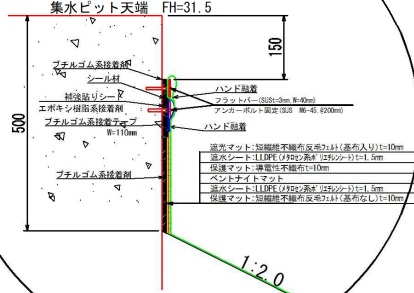 集水ピット天端 FH=31.5
150
500
ブチルゴム系接着剤
シール材
補強貼りシート
エポキシ樹脂系接着剤
ブチルゴム系接着テープ
W=110mm
ブチルゴム系接着剤
ハンド融着
フラットバー(SUSt=3mm,W=40mm)
アンカーボルト固定(SUS M6-45,@200mm)
ハンド融着
遮光マット:短繊維不織布反毛フェルト(基布入り)t=10mm
遮水シート:LLDPE(メタロセン系ポリエチレンシート)t=1.5mm
保護マット:導電性不織布t=10mm
ベントナイトマット
遮水シート:LLDPE(メタロセン系ポリエチレンシート)t=1.5mm
保護マット:短繊維不織布反毛フェルト(基布なし)t=10mm
1:2.0